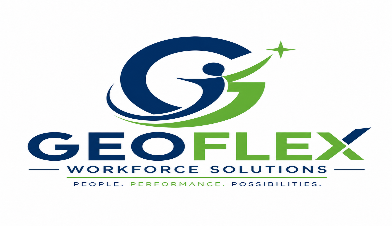 GEOFLEX
WORKFORCE SOLUTIONS
PEOPLE. PERFORMANCE. POSSIBILITIES.